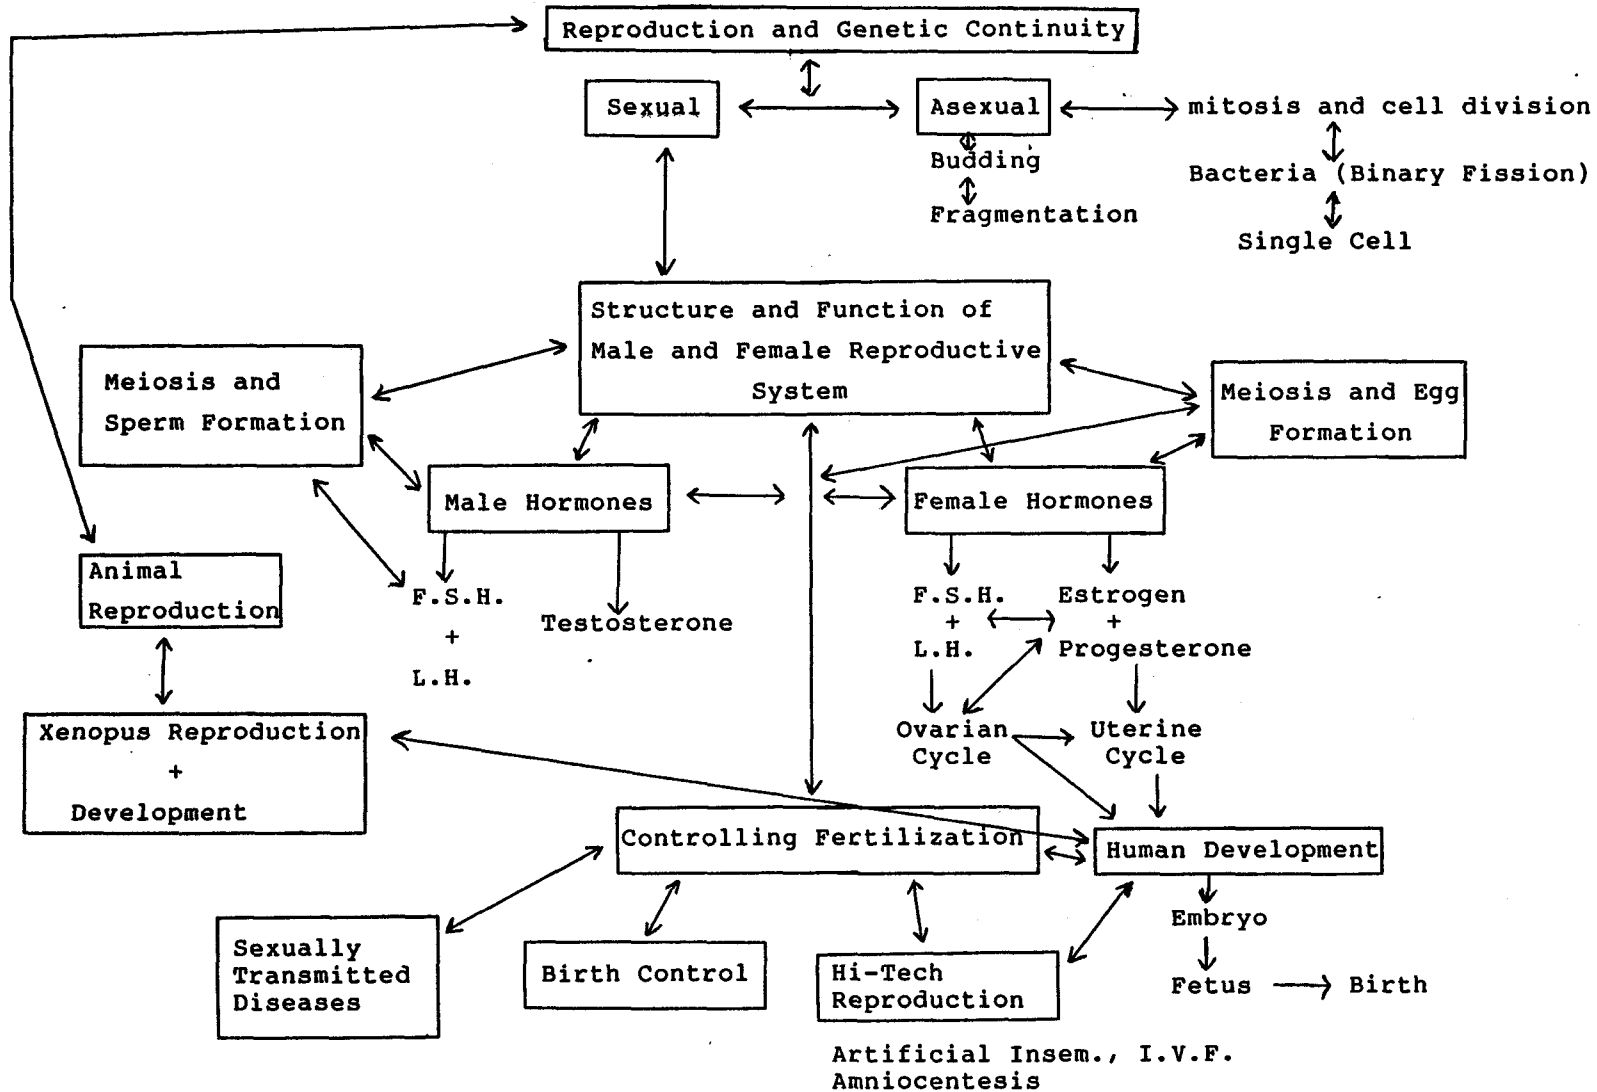 Reproduction and Genetic Continuity
Sexual
Asexual
mitosis and cell division
Budding
Bacteria (Binary Fission)
Fragmentation
Single Cell
Structure and Function of
Male and Female Reproductive
System
Meiosis and
Sperm Formation
Meiosis and Egg
Formation
Male Hormones
Female Hormones
Animal
Reproduction
F.S.H.
+
L.H.
Testosterone
F.S.H.
+
L.H.
Estrogen
+
Progesterone
Xenopus Reproduction
+
Development
Ovarian
Cycle
Uterine
Cycle
Controlling Fertilization
Human Development
Embryo
Fetus
Birth
Sexually
Transmitted
Diseases
Birth Control
Hi-Tech
Reproduction
Artificial Insem., I.V.F.
Amniocentesis